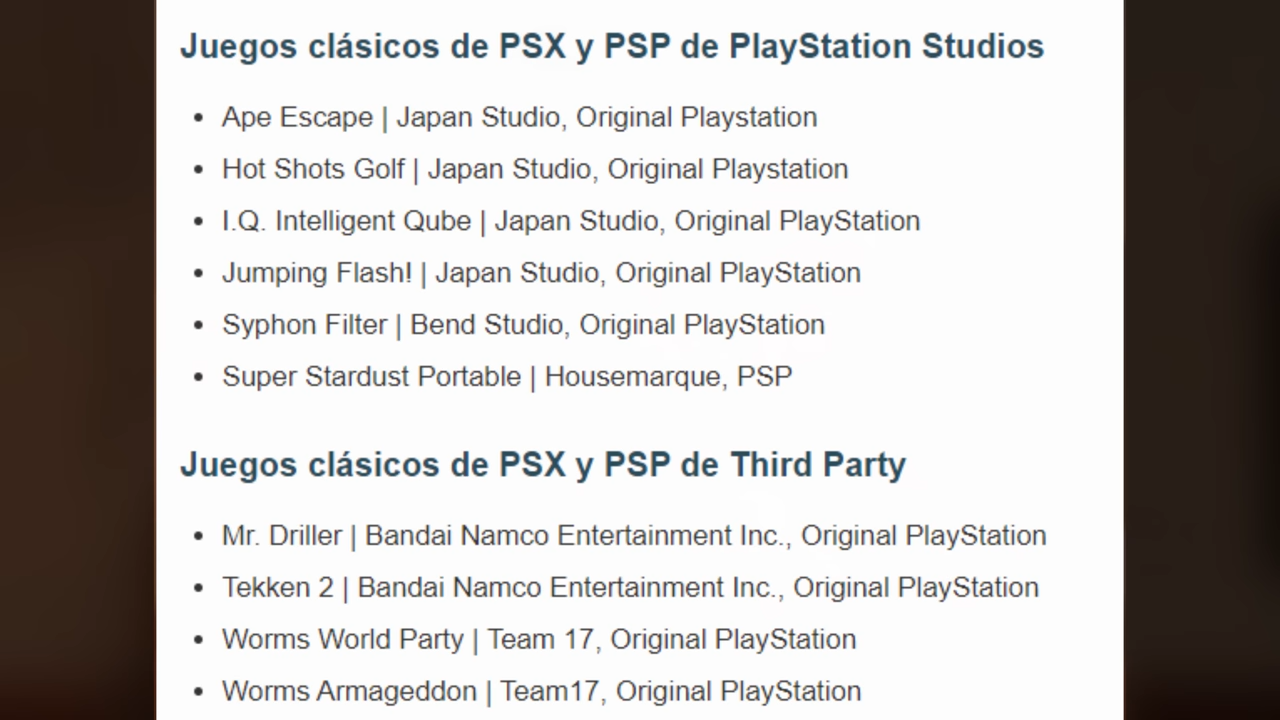 Juegos clásicos de PSX y PSP de PlayStation Studios
• Ape Escape | Japan Studio, Original Playstation
• Hot Shots Golf | Japan Studio, Original Playstation
• I.Q. Intelligent Qube | Japan Studio, Original PlayStation
• Jumping Flash! | Japan Studio, Original PlayStation
• Syphon Filter | Bend Studio, Original PlayStation
• Super Stardust Portable | Housemarque, PSP
Juegos clásicos de PSX y PSP de Third Party
• Mr. Driller | Bandai Namco Entertainment Inc., Original PlayStation
• Tekken 2 | Bandai Namco Entertainment Inc., Original PlayStation
• Worms World Party | Team 17, Original PlayStation
• Worms Armageddon | Team17, Original PlayStation